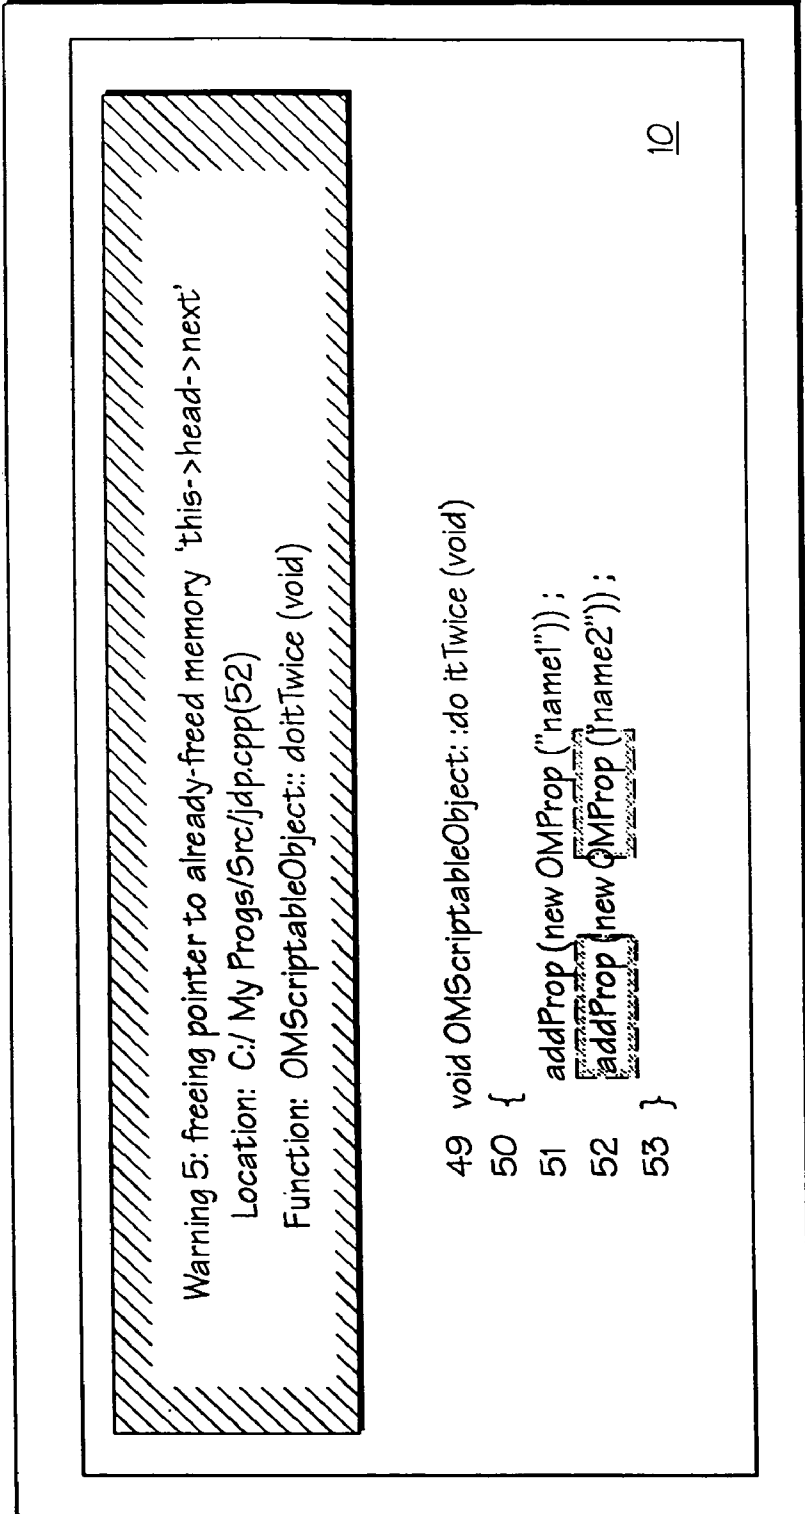 Warning 5: freeing pointer to already-freed memory 'this->head->next'
Location: C:/ My Progs/Src/jdp.cpp(52)
Function: OMScriptableObject:: doitTwice (void)
49 void OMScriptableObject: :do itTwice (void)
50 {
51 addProp (new OMProp ("name1")) ;
52 addProp (new OMProp ("name2")) ;
53 }
10